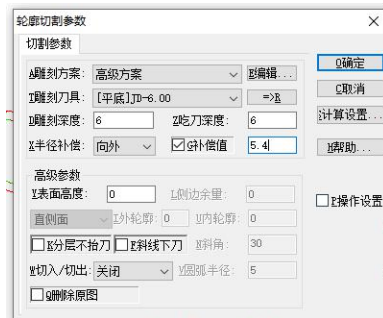 轮廓切割参数
切割参数
A雕刻方案: 高级方案 E编辑...
T雕刻刀具: [平底]JD-6.00 =>R
D雕刻深度: 6 Z吃刀深度: 6
X半径补偿: 向外 G补偿值 5.4
高级参数
Y表面高度: 0 L侧边余量: 0
直侧面 I外轮廓: 0 U内轮廓: 0
K分层不抬刀 F斜线下刀 N斜角: 30
W切入/切出: 关闭 V圆弧半径: 5
Q删除原图
O确定
C取消
计算设置...
H帮助...
P操作设置